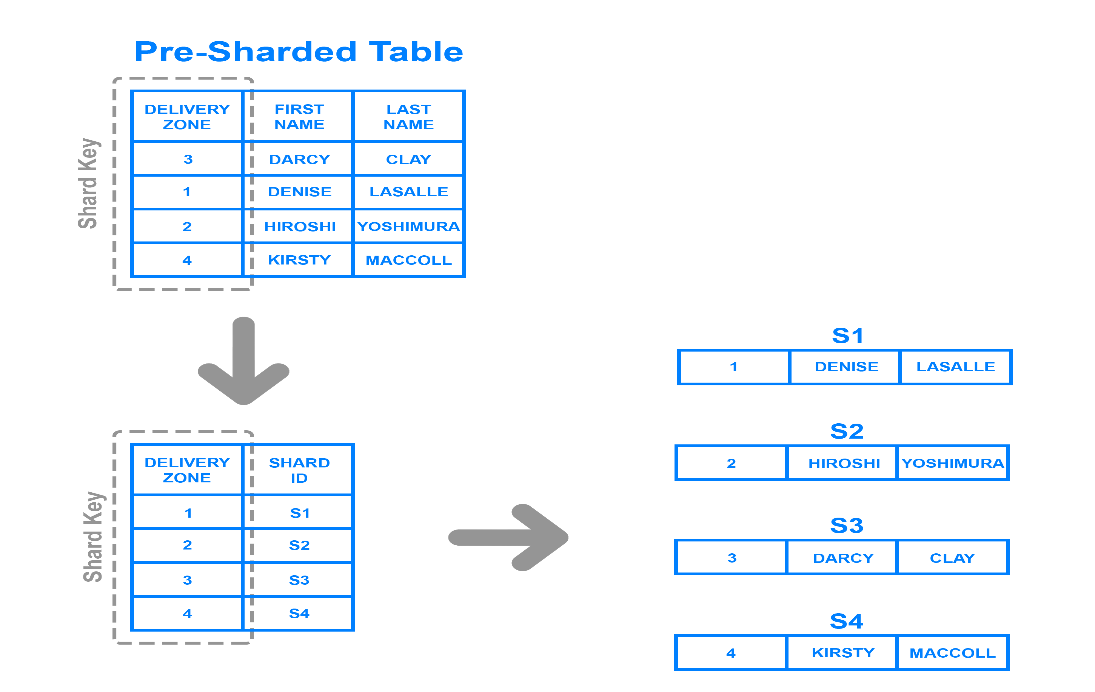 Pre-Sharded Table
Shard Key
DELIVERY ZONE FIRST NAME LAST NAME
3 DARCY CLAY
1 DENISE LASALLE
2 HIROSHI YOSHIMURA
4 KIRSTY MACCOLL
Shard Key
DELIVERY ZONE SHARD ID
1 S1
2 S2
3 S3
4 S4
S1
1 DENISE LASALLE
S2
2 HIROSHI YOSHIMURA
S3
3 DARCY CLAY
S4
4 KIRSTY MACCOLL